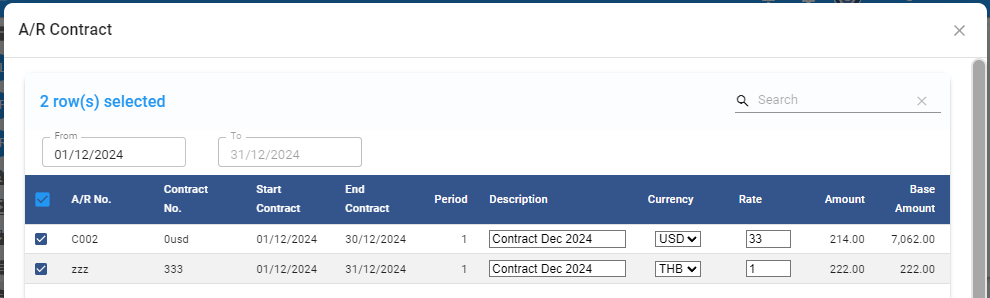 A/R Contract
2 row(s) selected
Search
From
01/12/2024
To
31/12/2024
A/R No. Contract No. Start Contract End Contract Period Description Currency Rate Amount Base Amount
C002 0usd 01/12/2024 30/12/2024 1 Contract Dec 2024 USD 33 214.00 7,062.00
zzz 333 01/12/2024 31/12/2024 1 Contract Dec 2024 THB 1 222.00 222.00